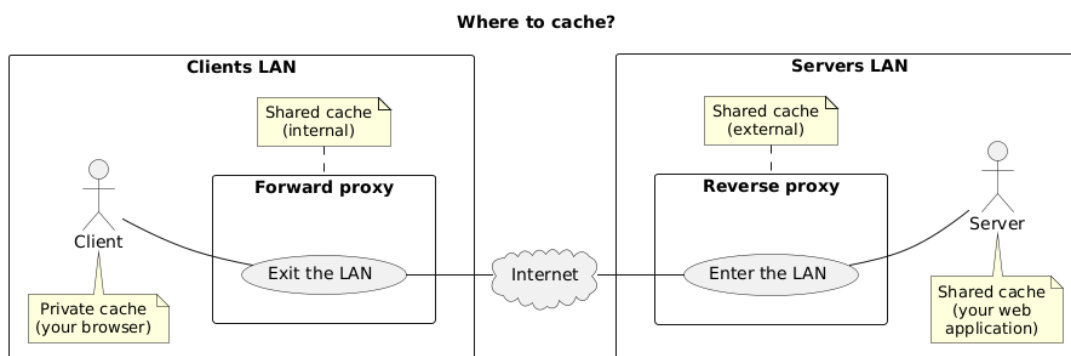 Where to cache?
Clients LAN
Shared cache
(internal)
Forward proxy
Client
Exit the LAN
Private cache
(your browser)
Internet
Servers LAN
Shared cache
(external)
Reverse proxy
Server
Enter the LAN
Shared cache
(your web
application)